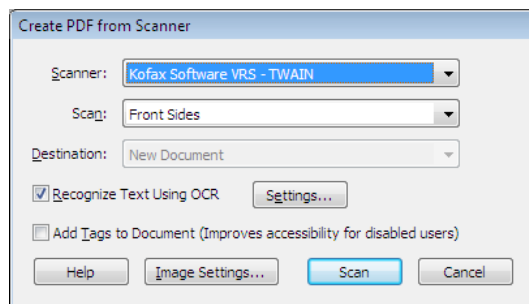 Create PDF from Scanner
Scanner: Kofax Software VRS - TWAIN
Scan: Front Sides
Destination: New Document
Recognize Text Using OCR Settings...
Add Tags to Document (Improves accessibility for disabled users)
Help Image Settings... Scan Cancel